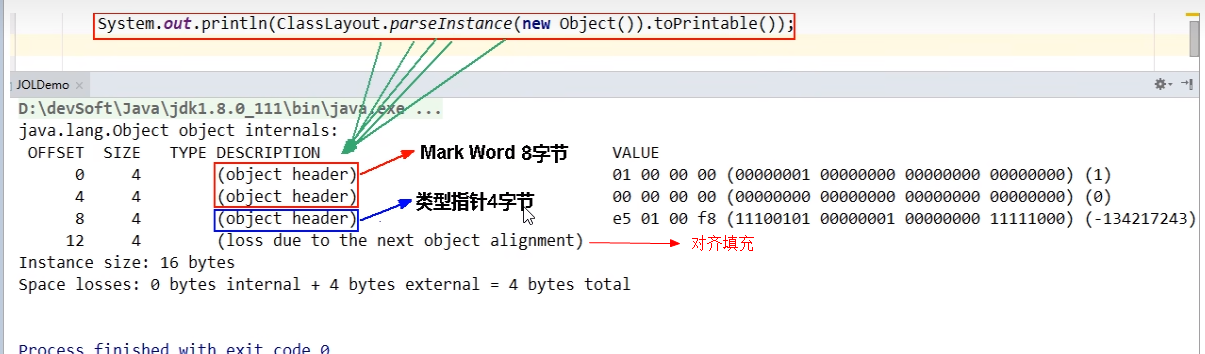 System.out.println(ClassLayout.parseInstance(new Object()).toPrintable());
JOLDemo ×
D:\devSoft\Java\jdk1.8.0_111\bin\java.exe ...
java.lang.Object object internals:
OFFSET SIZE TYPE DESCRIPTION Mark Word 8字节 VALUE
0 4 (object header) 01 00 00 00 (00000001 00000000 00000000 00000000) (1)
4 4 (object header) 00 00 00 00 (00000000 00000000 00000000 00000000) (0)
8 4 (object header) 类型指针4字节 e5 01 00 f8 (11100101 00000001 00000000 11111000) (-134217243)
12 4 (loss due to the next object alignment) 对齐填充
Instance size: 16 bytes
Space losses: 0 bytes internal + 4 bytes external = 4 bytes total
Process finished with exit code 0